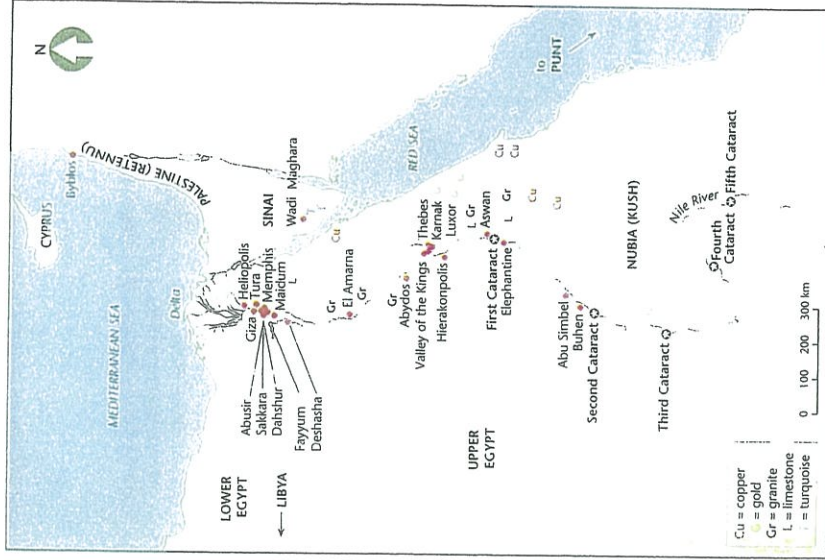 N
CYPRUS
Byblos
MEDITERRANEAN SEA
PALESTINE (RETENNU)
Delta
LOWER
EGYPT
← LIBYA
Heliopolis
Giza
Tura
Memphis
Maidum
L
Abusir
Sakkara
Dahshur
Fayyum
Deshasha
SINAI
Wadi Maghara
Cu
Gr
El Amarna
Gr
RED SEA
to
PUNT
Gr
Abydos
Valley of the Kings
Thebes
Karnak
Luxor
Hierakonpolis
UPPER
EGYPT
L Gr
Aswan
First Cataract
Elephantine
L Gr
Cu
Cu
Cu
Cu
Abu Simbel
Buhen
Second Cataract
NUBIA (KUSH)
Third Cataract
Nile River
Fourth
Cataract
Fifth Cataract
Cu = copper
G = gold
Gr = granite
L = limestone
= turquoise
0 100 200 300 km